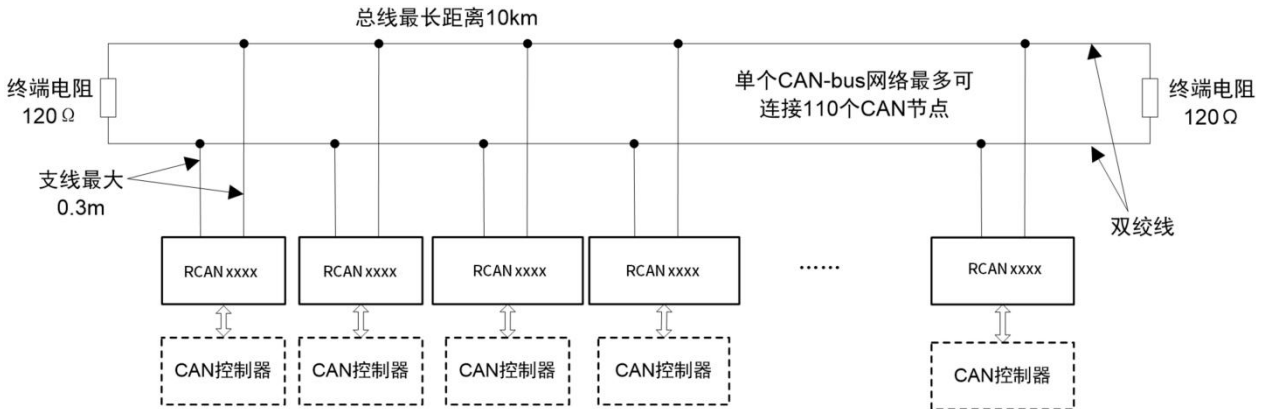 总线最长距离10km
终端电阻
120Ω
单个CAN-bus网络最多可
连接110个CAN节点
终端电阻
120Ω
支线最大
0.3m
双绞线
RCAN xxxx
RCAN xxxx
RCAN xxxx
RCAN xxxx
……
RCAN xxxx
CAN控制器
CAN控制器
CAN控制器
CAN控制器
CAN控制器